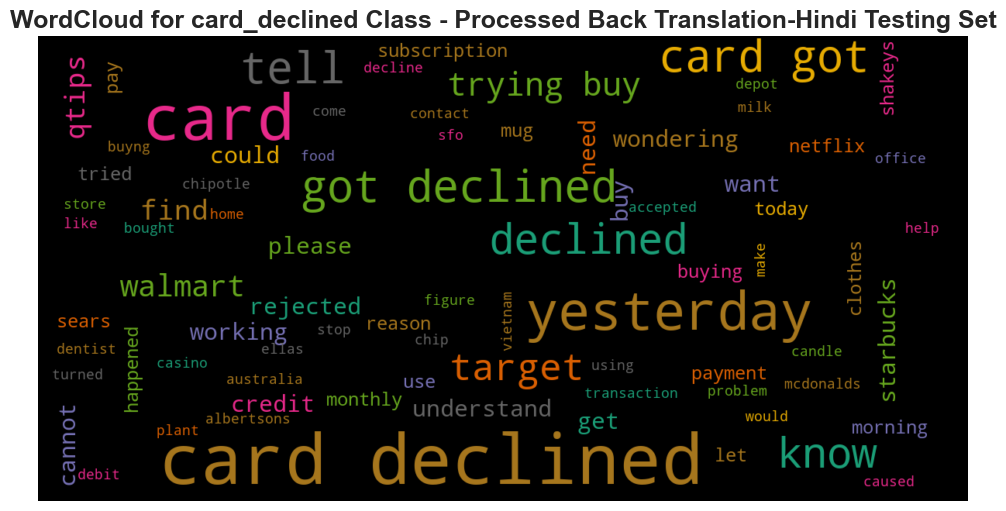 WordCloud for card_declined Class - Processed Back Translation-Hindi Testing Set
subscription
card got
tell
decline
qtips
pay
trying buy
depot
shakeys
card
come
contact
milk
sfo
mug
need
wondering
netflix
buyng
could
food
office
tried
chipotle
got declined
buy
want
store
find
home
accepted
today
like
bought
declined
help
please
buying
make
clothes
walmart
rejected
figure
vietnam
yesterday
starbucks
sears
working
stop
reason
chip
dentist
happened
casino
ellas
target
using
candle
turned
australia
use
payment
mcdonalds
credit
monthly
transaction
problem
cannot
albertsons
understand
get
would
plant
morning
debit
card declined
let
know
caused